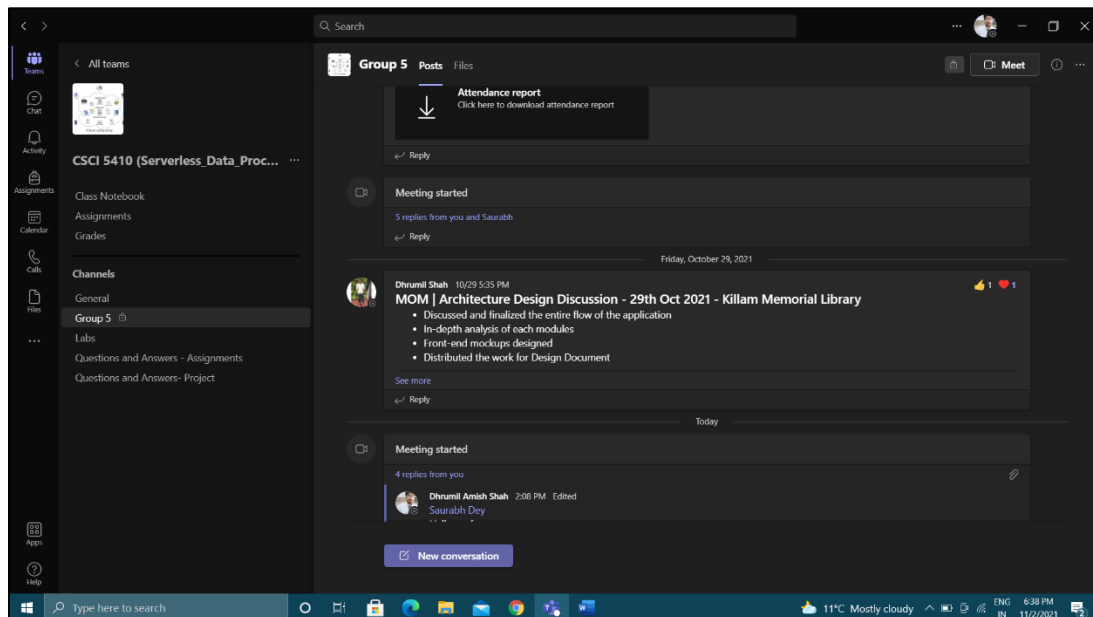 Search
Teams
Chat
Activity
Assignments
Calendar
Calls
Files
Apps
Help
All teams
CSCI 5410 (Serverless_Data_Proc...
Class Notebook
Assignments
Grades
Channels
General
Group 5
Labs
Questions and Answers - Assignments
Questions and Answers- Project
Group 5 Posts Files
Meet
Attendance report
Click here to download attendance report
Reply
Meeting started
5 replies from you and Saurabh
Reply
Friday, October 29, 2021
Dhrumil Shah 10/29 5:35 PM
👍 1 ❤️ 1
MOM | Architecture Design Discussion - 29th Oct 2021 - Killam Memorial Library
• Discussed and finalized the entire flow of the application
• In-depth analysis of each modules
• Front-end mockups designed
• Distributed the work for Design Document
See more
Reply
Today
Meeting started
4 replies from you
Dhrumil Amish Shah 2:08 PM Edited
Saurabh Dey
New conversation
Type here to search
11°C Mostly cloudy
ENG
IN
6:38 PM
11/2/2021